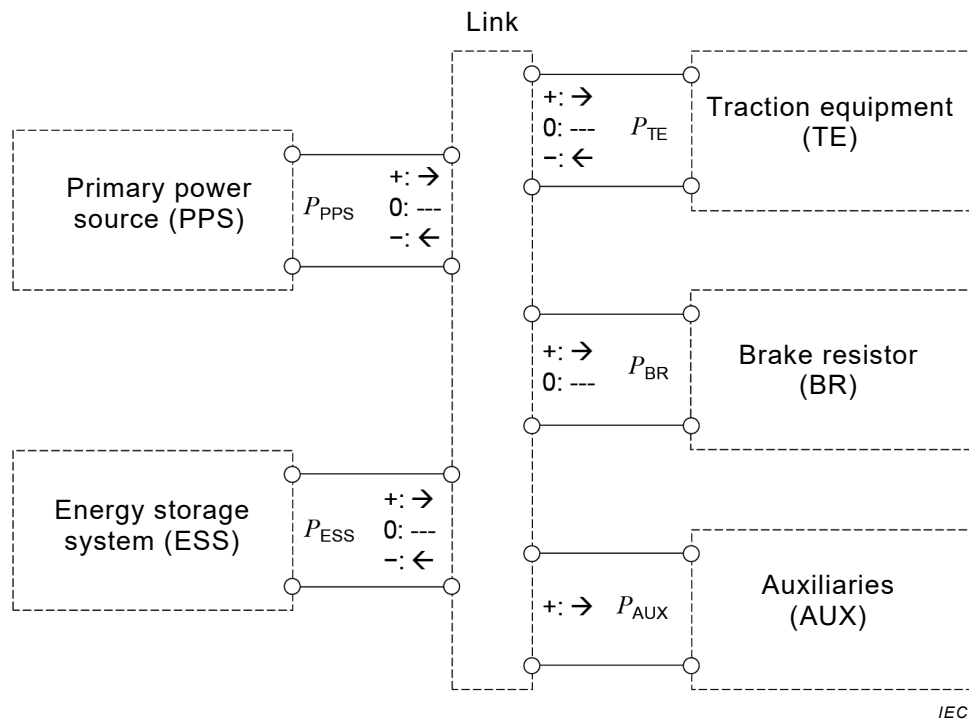 Link
Primary power
source (PPS)
P_PPS
+: →
0: ---
−: ←
Energy storage
system (ESS)
P_ESS
+: →
0: ---
−: ←
+: →
0: ---
−: ←
P_TE
Traction equipment
(TE)
+: →
0: ---
P_BR
Brake resistor
(BR)
+: →
P_AUX
Auxiliaries
(AUX)
IEC